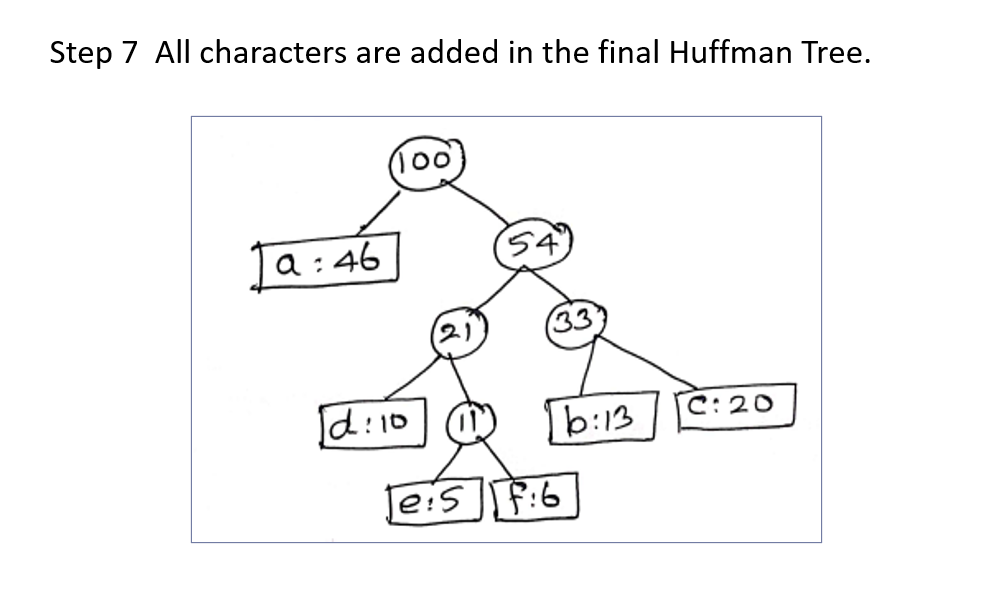 Step 7 All characters are added in the final Huffman Tree.
100
a : 46
54
21
33
d:10
11
b:13
c:20
e:5
f:6